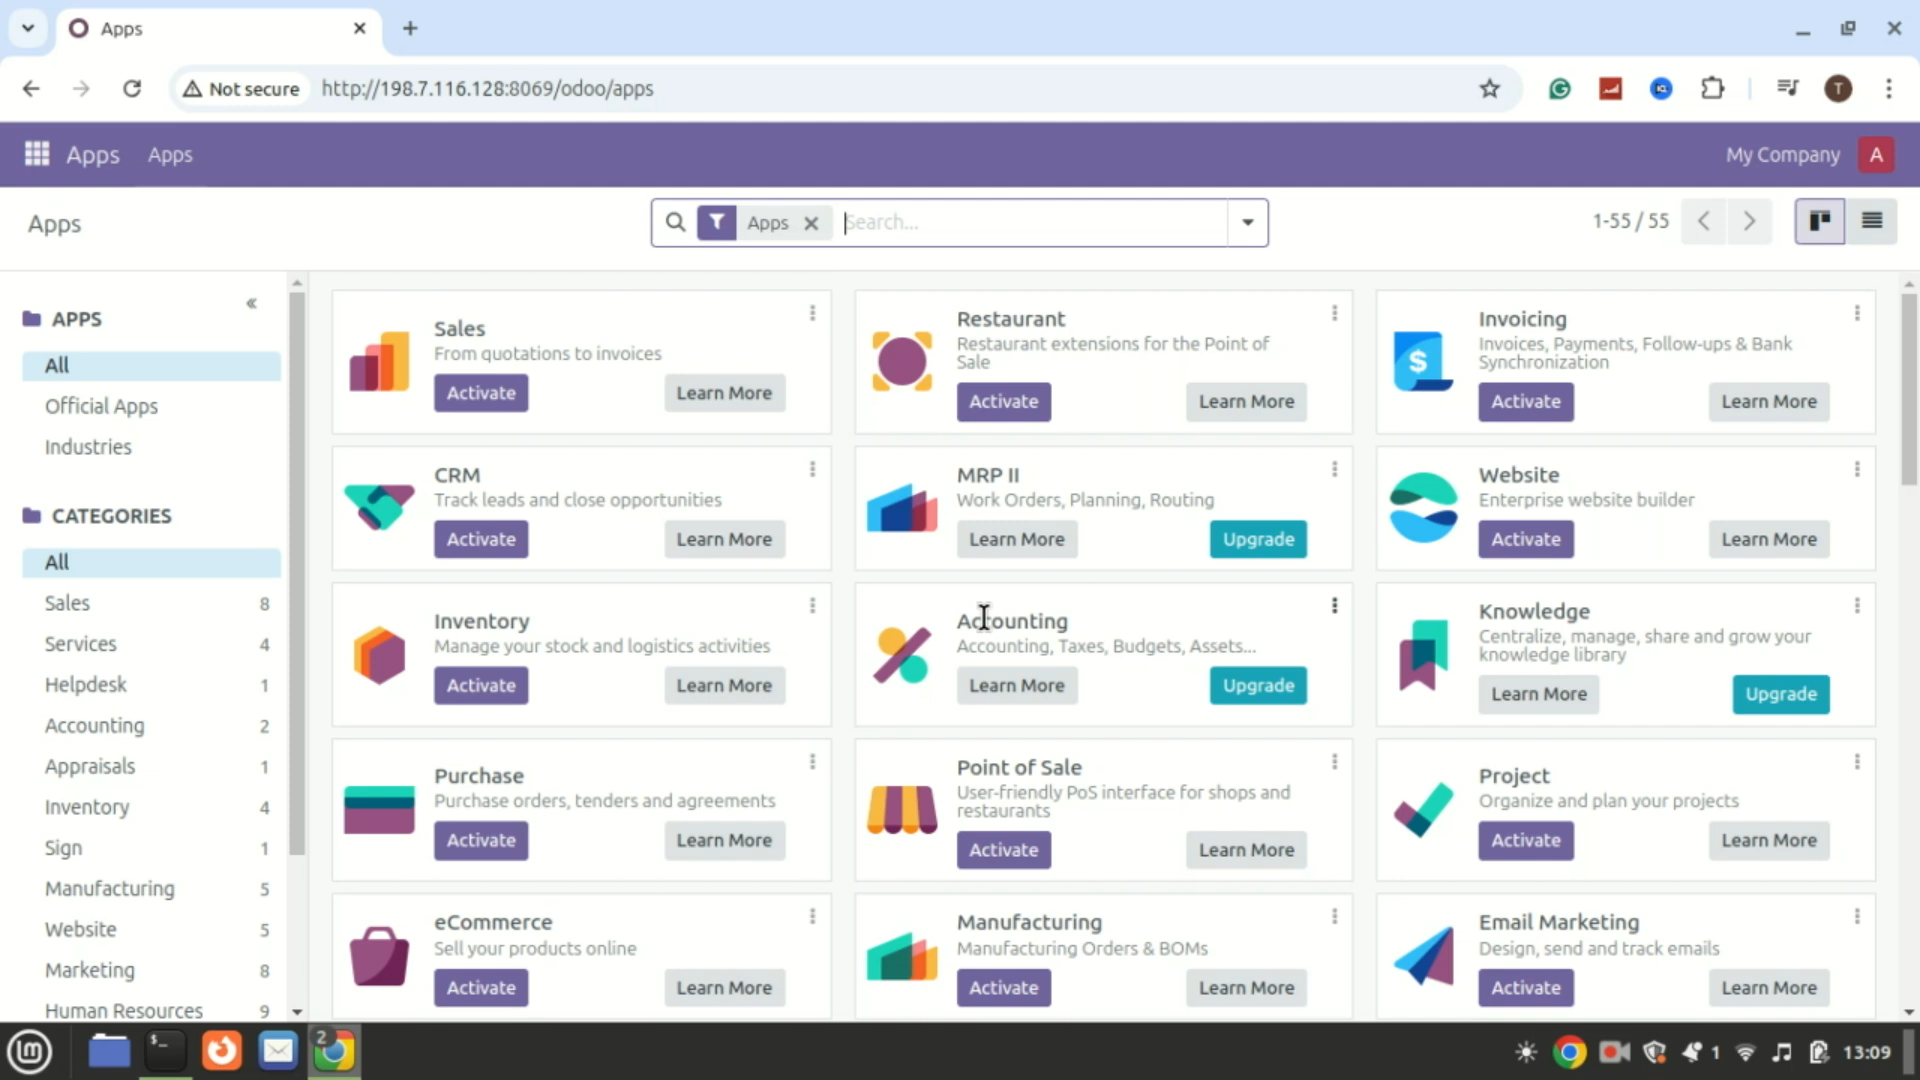 Apps
Not secure
http://198.7.116.128:8069/odoo/apps
T
Apps
Apps
My Company
A
Apps
Apps
Search...
1-55 / 55
APPS
All
Official Apps
Industries
CATEGORIES
All
Sales 8
Services 4
Helpdesk 1
Accounting 2
Appraisals 1
Inventory 4
Sign 1
Manufacturing 5
Website 5
Marketing 8
Human Resources 9
Sales
From quotations to invoices
Activate
Learn More
Restaurant
Restaurant extensions for the Point of
Sale
Activate
Learn More
Invoicing
Invoices, Payments, Follow-ups & Bank
Synchronization
Activate
Learn More
CRM
Track leads and close opportunities
Activate
Learn More
MRP II
Work Orders, Planning, Routing
Learn More
Upgrade
Website
Enterprise website builder
Activate
Learn More
Inventory
Manage your stock and logistics activities
Activate
Learn More
Accounting
Accounting, Taxes, Budgets, Assets...
Learn More
Upgrade
Knowledge
Centralize, manage, share and grow your
knowledge library
Learn More
Upgrade
Purchase
Purchase orders, tenders and agreements
Activate
Learn More
Point of Sale
User-friendly PoS interface for shops and
restaurants
Activate
Learn More
Project
Organize and plan your projects
Activate
Learn More
eCommerce
Sell your products online
Activate
Learn More
Manufacturing
Manufacturing Orders & BOMs
Activate
Learn More
Email Marketing
Design, send and track emails
Activate
Learn More
$_
2
1
13:09